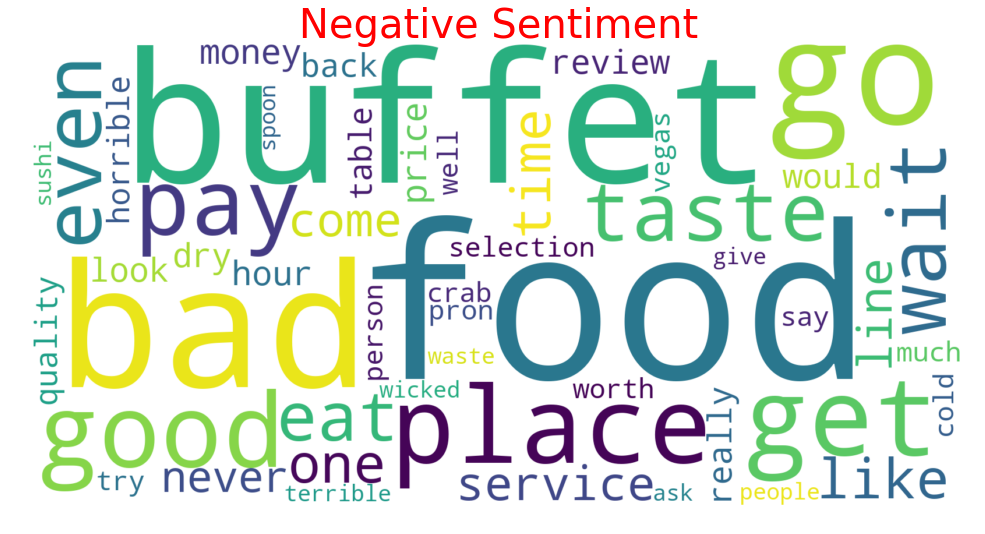 Negative Sentiment
money
back
review
buffet
go
even
horrible
spoon
sushi
table
price
well
time
vegas
would
wait
pay
come
taste
selection
give
look
dry
hour
bad
food
crab
pron
person
say
line
much
quality
waste
wicked
worth
cold
good
eat
place
really
get
one
never
try
terrible
service
ask
people
like